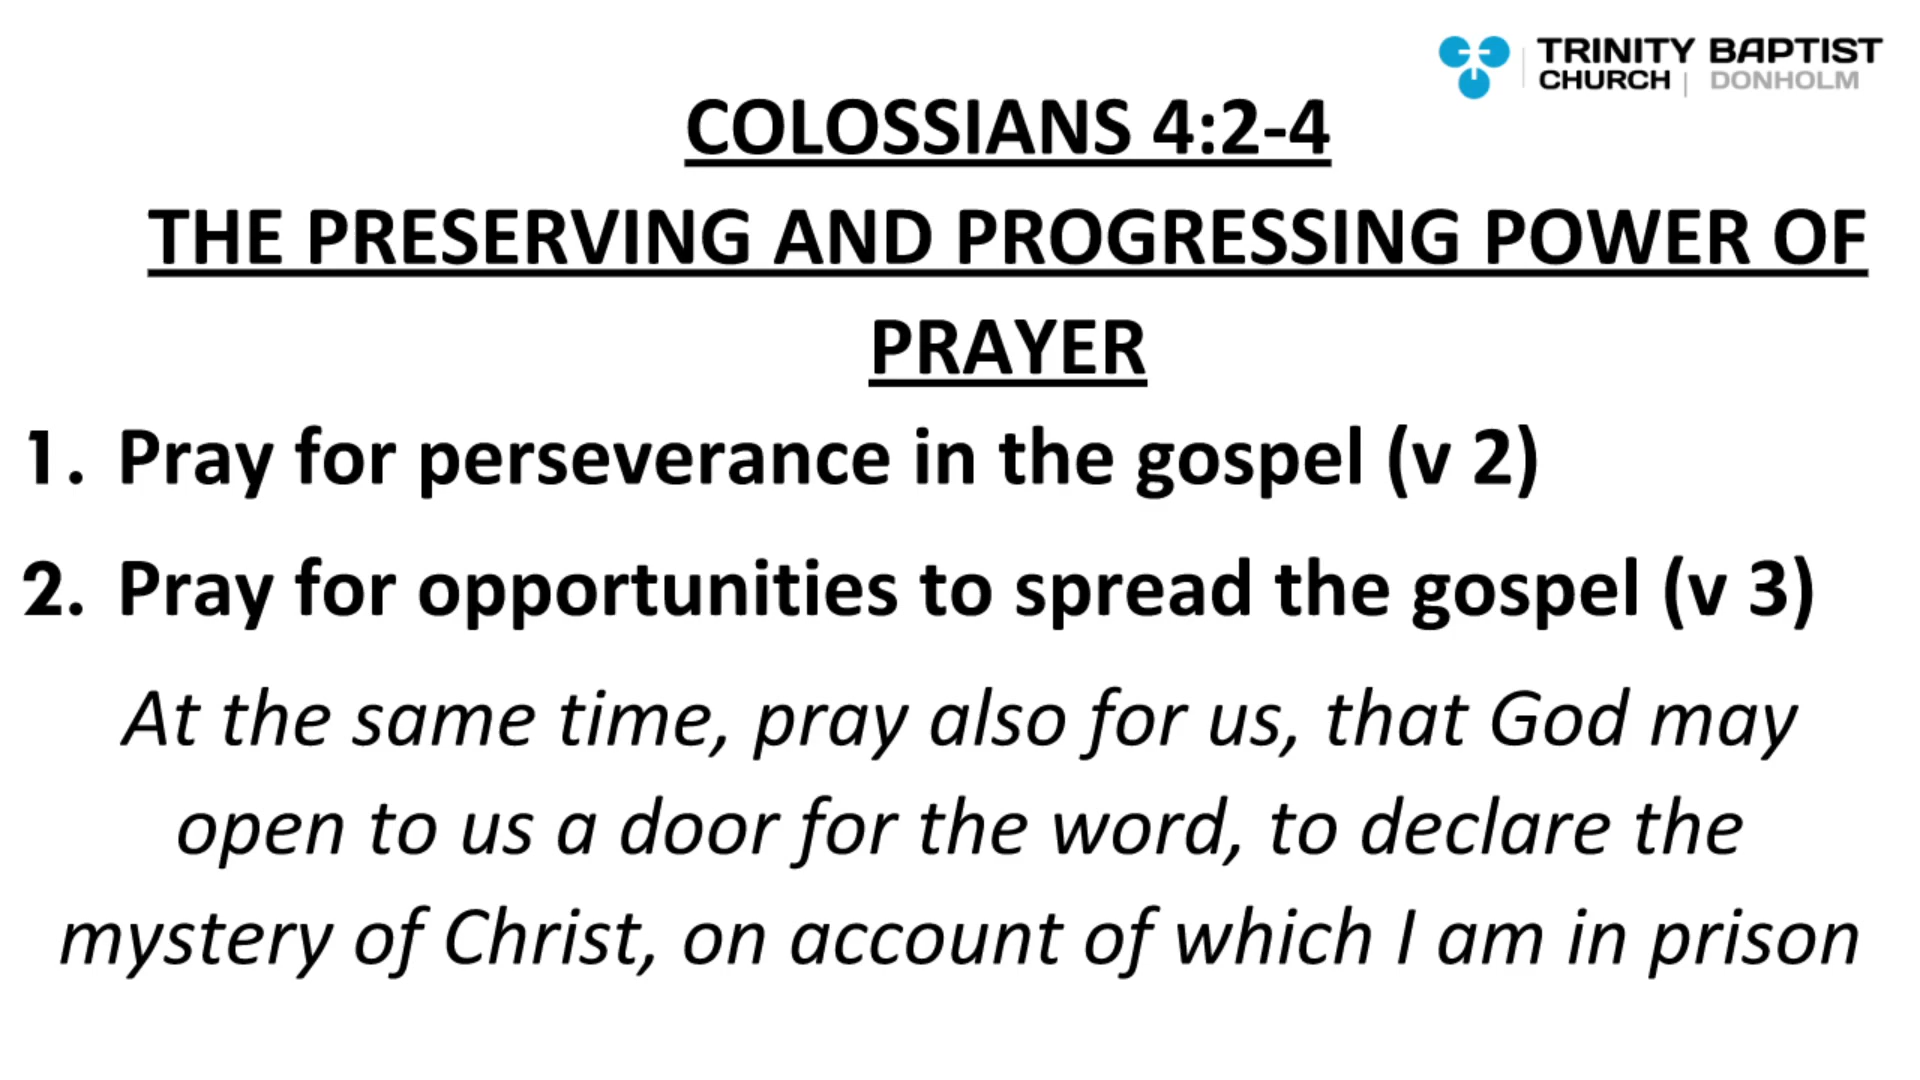 TRINITY BAPTIST
CHURCH | DONHOLM
COLOSSIANS 4:2-4
THE PRESERVING AND PROGRESSING POWER OF
PRAYER
1. Pray for perseverance in the gospel (v 2)
2. Pray for opportunities to spread the gospel (v 3)
At the same time, pray also for us, that God may
open to us a door for the word, to declare the
mystery of Christ, on account of which I am in prison